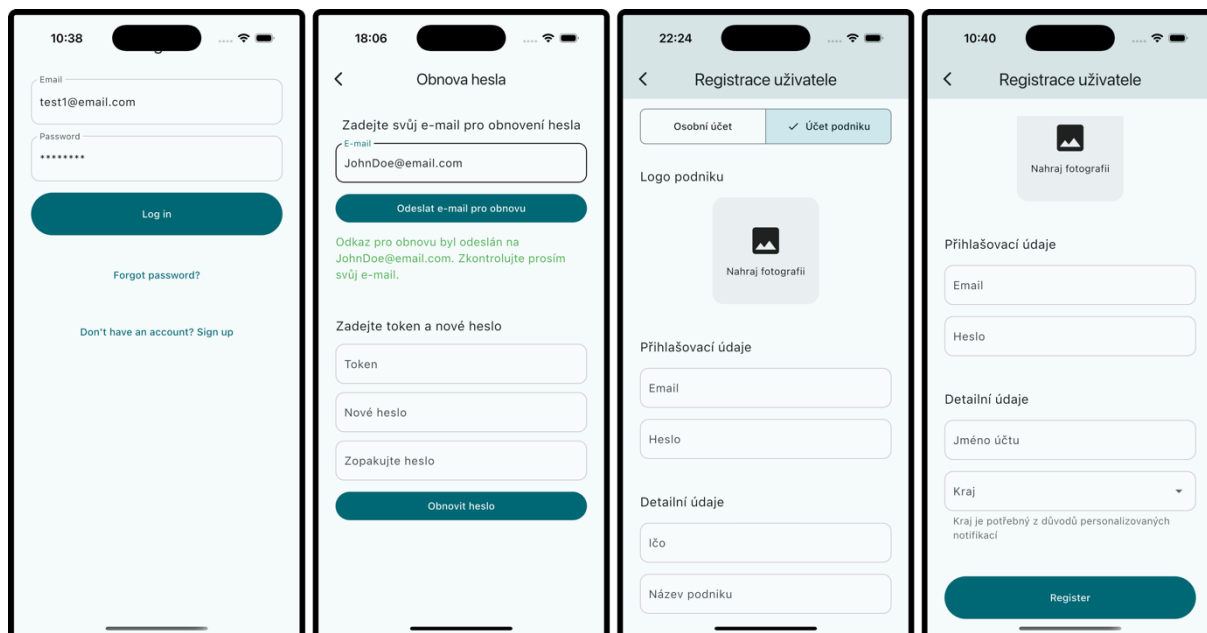 10:38
Email
test1@email.com
Password
********
Log in
Forgot password?
Don't have an account? Sign up
18:06
Obnova hesla
Zadejte svůj e-mail pro obnovení hesla
E-mail
JohnDoe@email.com
Odeslat e-mail pro obnovu
Odkaz pro obnovu byl odeslán na
JohnDoe@email.com. Zkontrolujte prosím
svůj e-mail.
Zadejte token a nové heslo
Token
Nové heslo
Zopakujte heslo
Obnovit heslo
22:24
Registrace uživatele
Osobní účet
Účet podniku
Logo podniku
Nahraj fotografii
Přihlašovací údaje
Email
Heslo
Detailní údaje
Ičo
Název podniku
10:40
Registrace uživatele
Nahraj fotografii
Přihlašovací údaje
Email
Heslo
Detailní údaje
Jméno účtu
Kraj
Kraj je potřebný z důvodů personalizovaných
notifikací
Register